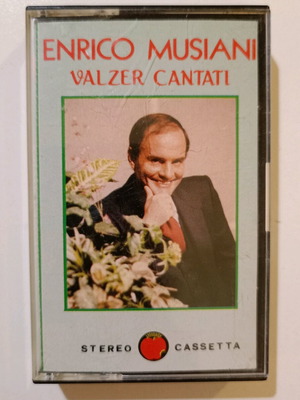 ENRICO MUSIANI
VALZER CANTATI
STEREO CASSETTA